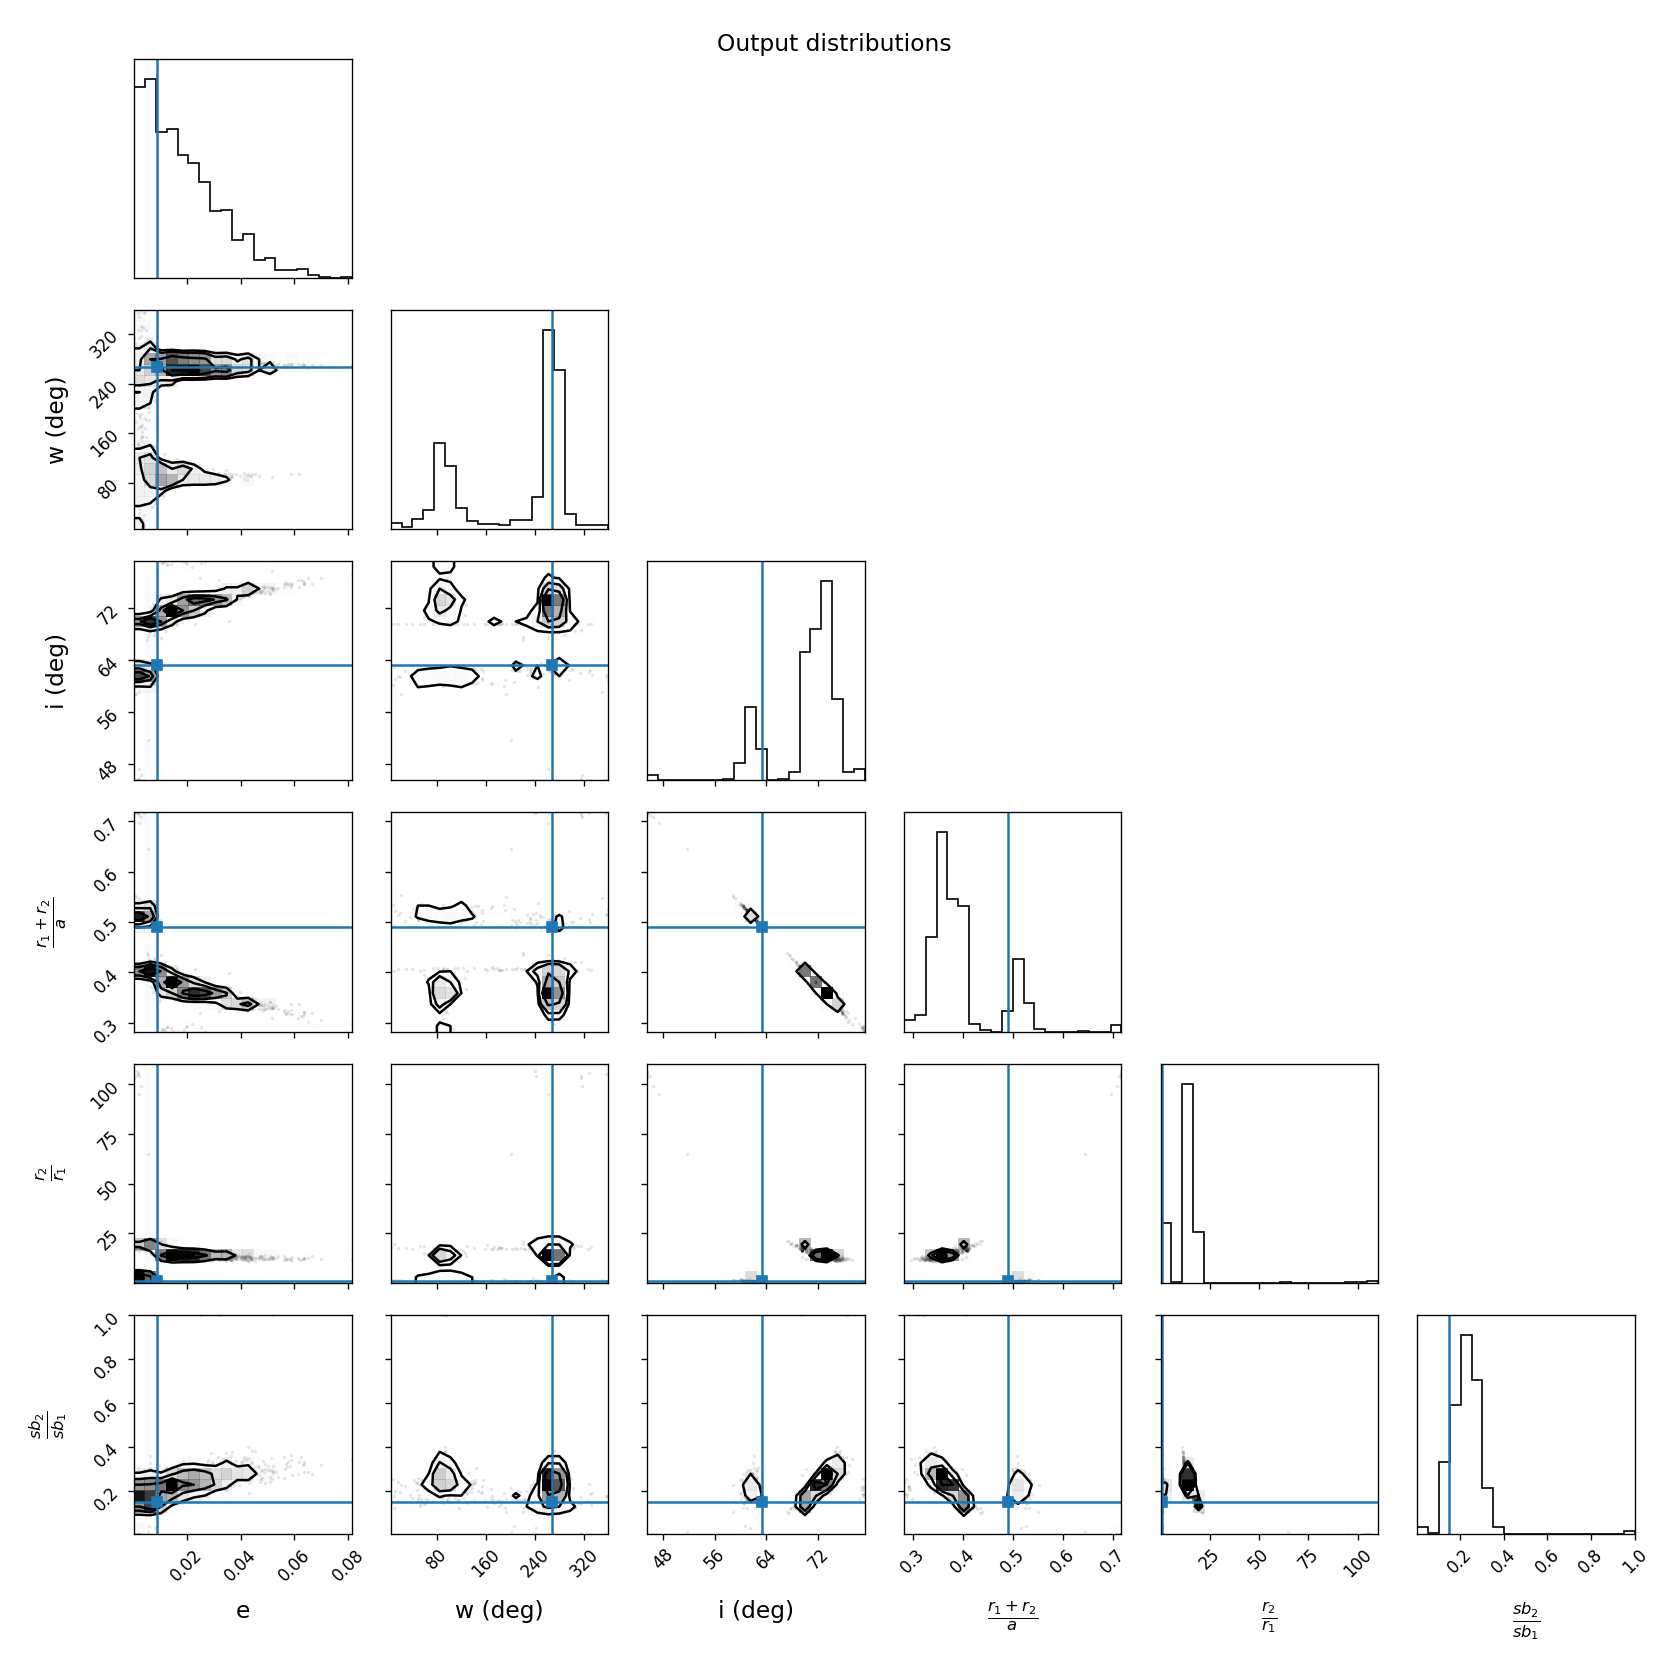 Output distributions
320
240
160
80
w (deg)
72
64
56
48
i (deg)
0.7
0.6
0.5
0.4
0.3
r₁ + r₂
a
100
75
50
25
r₂
r₁
1.0
0.8
0.6
0.4
0.2
sb₂
sb₁
0.02 0.04 0.06 0.08 80 160 240 320 48 56 64 72 0.3 0.4 0.5 0.6 0.7 25 50 75 100 0.2 0.4 0.6 0.8 1.0
e w (deg) i (deg)
r₁ + r₂
a
r₂
r₁
sb₂
sb₁